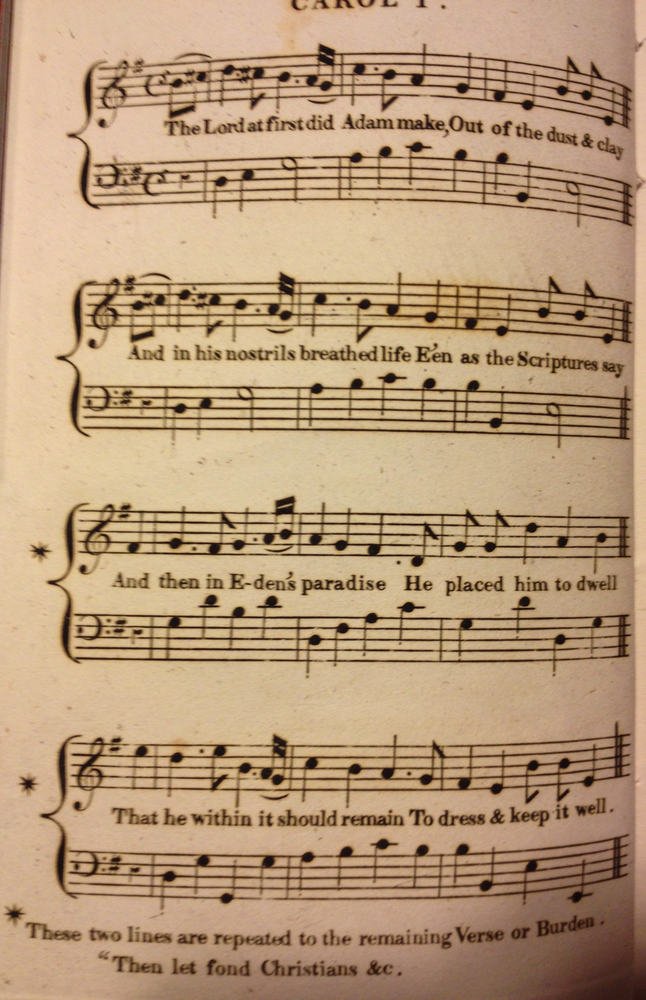 CAROL I.
The Lord at first did Adam make, Out of the dust & clay
And in his nostrils breathed life E'en as the Scriptures say
And then in E-den's paradise He placed him to dwell
That he within it should remain To dress & keep it well.
* These two lines are repeated to the remaining Verse or Burden.
"Then let fond Christians &c.